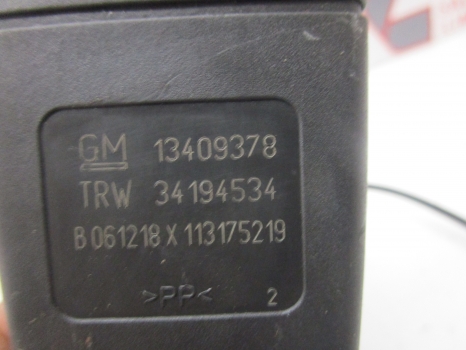 GM 13409378
TRW 34194534
B 061218 X 113175219
>PP< 2